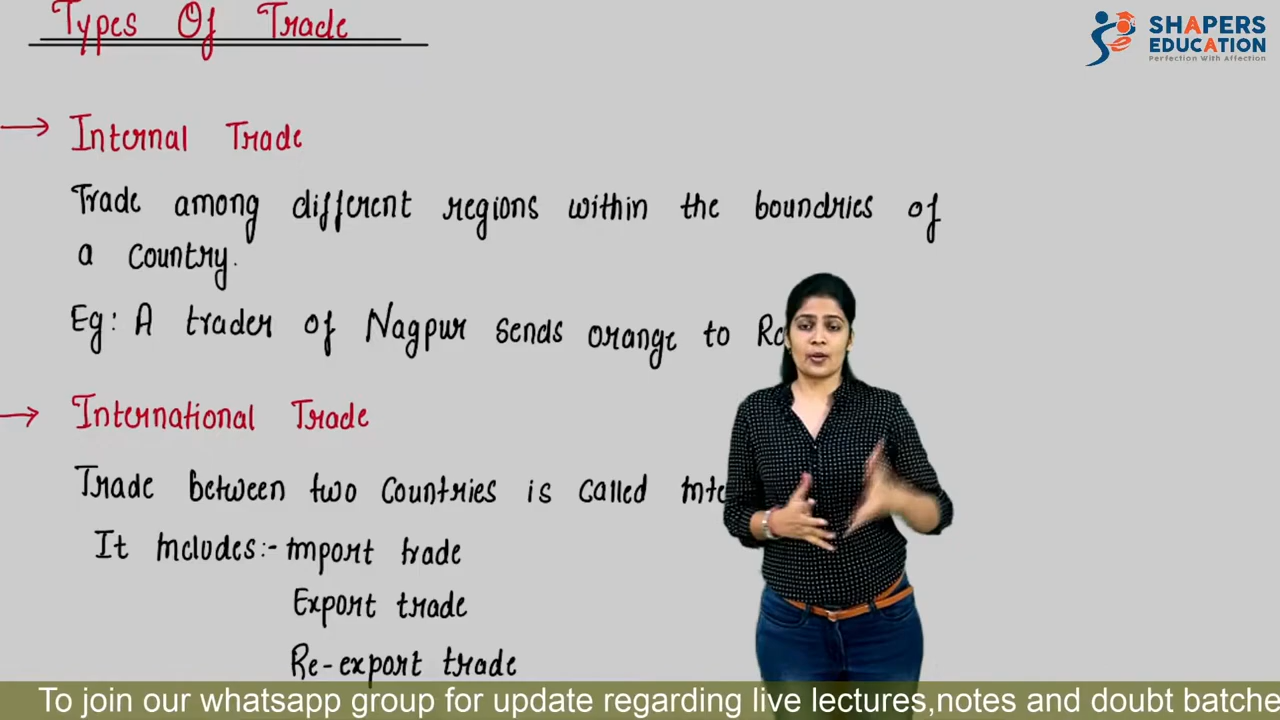 Types Of Trade
SHAPERS
EDUCATION
Perfection With Affection
→ Internal Trade
Trade among different regions within the boundries of
a country.
Eg: A trader of Nagpur sends orange to
→ International Trade
Trade between two countries is called
It includes:- Import trade
Export trade
Re-export trade
To join our whatsapp group for update regarding live lectures,notes and doubt